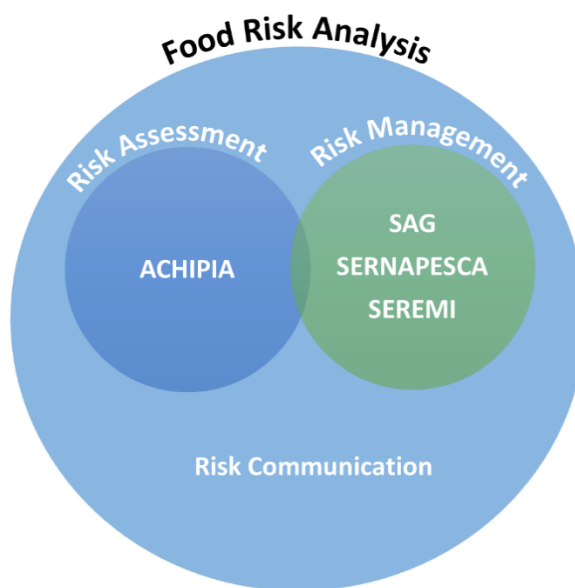 Food Risk Analysis
Risk Assessment
Risk Management
ACHIPIA
SAG
SERNAPESCA
SEREMI
Risk Communication